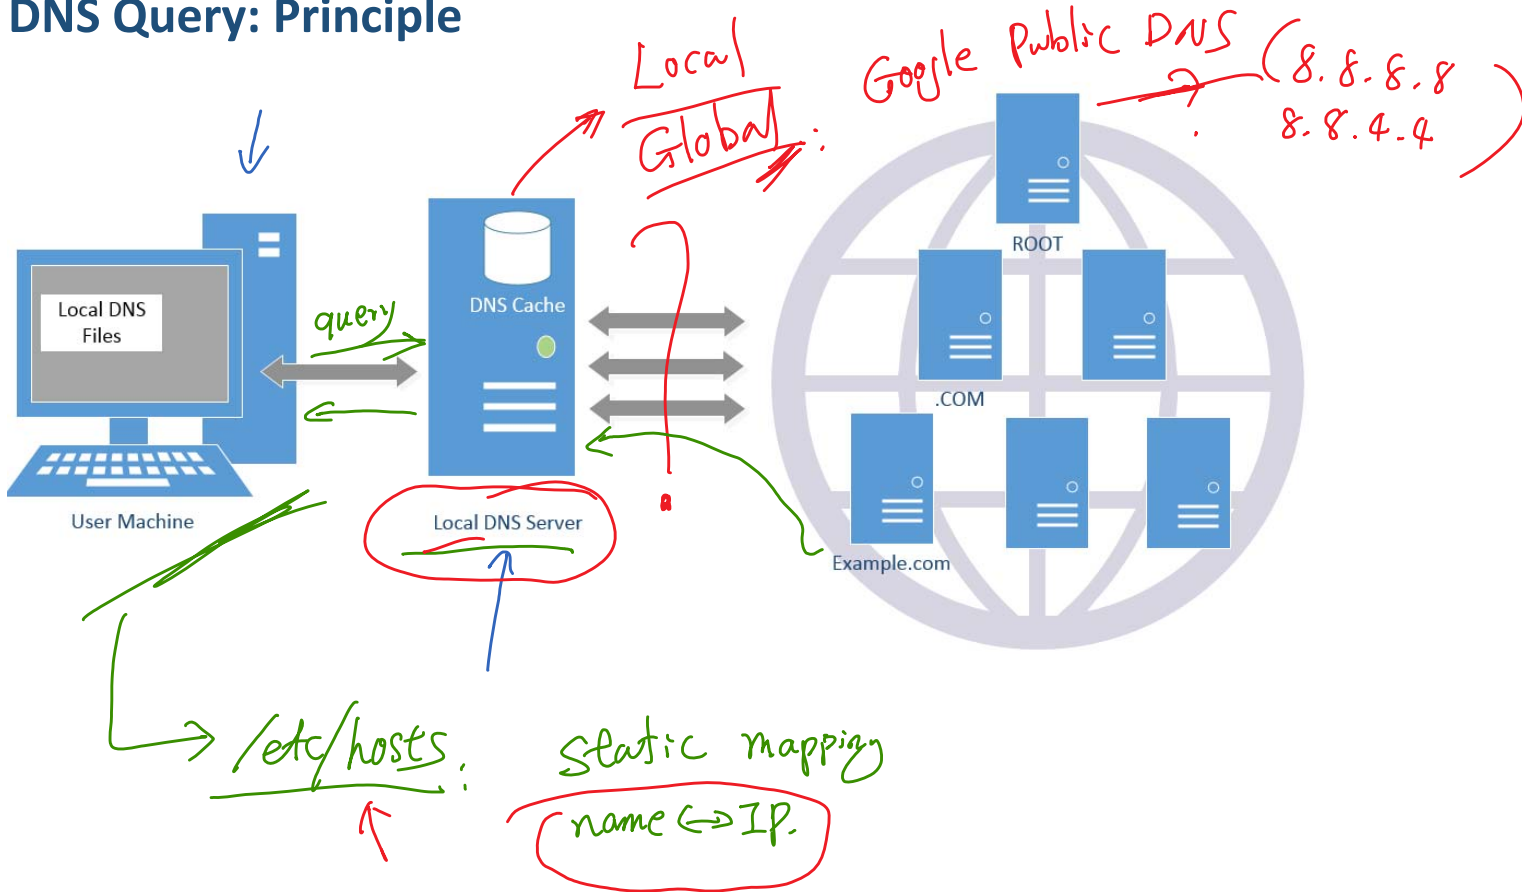 DNS Query: Principle
Local
Global :
Google Public DNS (8.8.8.8
8.8.4.4)
?
ROOT
DNS Cache
Local DNS
Files
query
.COM
User Machine
Local DNS Server
Example.com
/etc/hosts : static mapping
name ↔ IP.